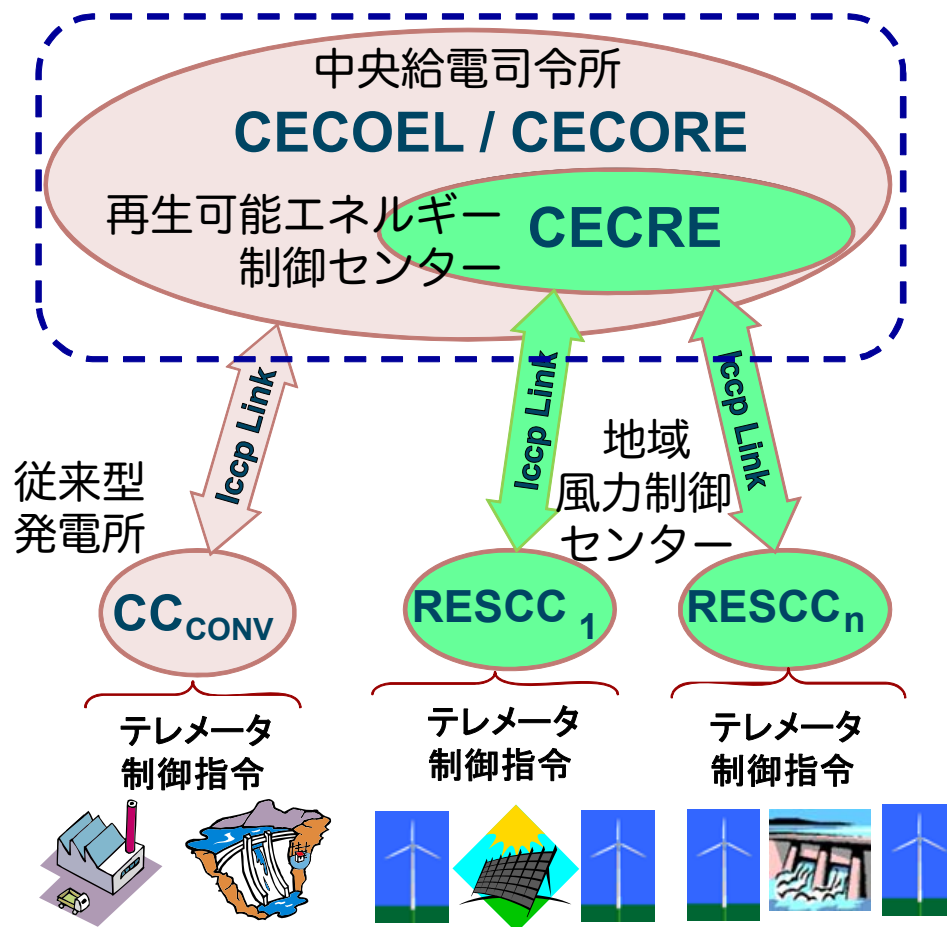 中央給電司令所
CECOEL / CECORE
再生可能エネルギー
制御センター
CECRE
Iccp Link
Iccp Link
Iccp Link
従来型
発電所
地域
風力制御
センター
CC CONV
RESCC 1
RESCC n
テレメータ
制御指令
テレメータ
制御指令
テレメータ
制御指令